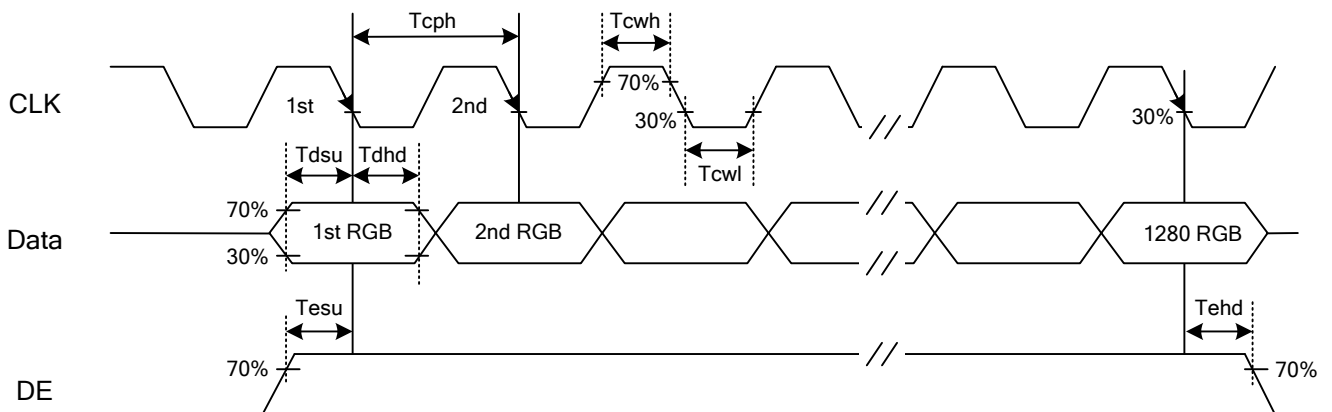 Tcph
Tcwh
CLK
1st
2nd
70%
30%
30%
Tcwl
Tdsu
Tdhd
Data
70%
30%
1st RGB
2nd RGB
1280 RGB
Tesu
Tehd
DE
70%
70%